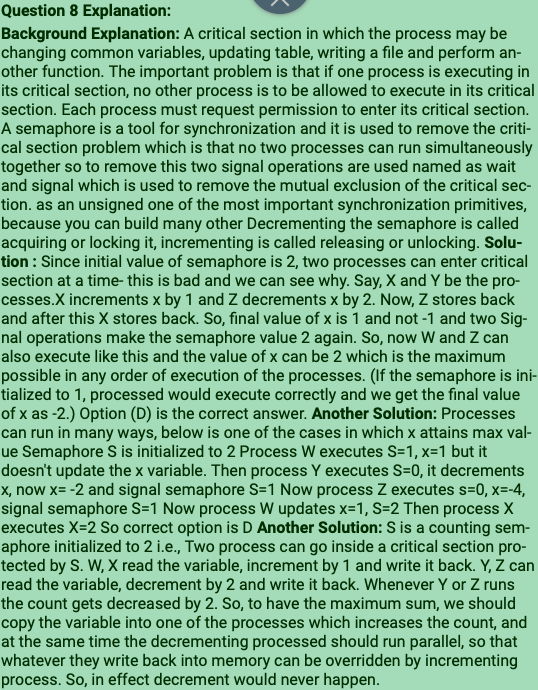 Question 8 Explanation:
Background Explanation: A critical section in which the process may be
changing common variables, updating table, writing a file and perform an-
other function. The important problem is that if one process is executing in
its critical section, no other process is to be allowed to execute in its critical
section. Each process must request permission to enter its critical section.
A semaphore is a tool for synchronization and it is used to remove the criti-
cal section problem which is that no two processes can run simultaneously
together so to remove this two signal operations are used named as wait
and signal which is used to remove the mutual exclusion of the critical sec-
tion. as an unsigned one of the most important synchronization primitives,
because you can build many other Decrementing the semaphore is called
acquiring or locking it, incrementing is called releasing or unlocking. Solu-
tion : Since initial value of semaphore is 2, two processes can enter critical
section at a time- this is bad and we can see why. Say, X and Y be the pro-
cesses.X increments x by 1 and Z decrements x by 2. Now, Z stores back
and after this X stores back. So, final value of x is 1 and not -1 and two Sig-
nal operations make the semaphore value 2 again. So, now W and Z can
also execute like this and the value of x can be 2 which is the maximum
possible in any order of execution of the processes. (If the semaphore is ini-
tialized to 1, processed would execute correctly and we get the final value
of x as -2.) Option (D) is the correct answer. Another Solution: Processes
can run in many ways, below is one of the cases in which x attains max val-
ue Semaphore S is initialized to 2 Process W executes S=1, x=1 but it
doesn't update the x variable. Then process Y executes S=0, it decrements
x, now x= -2 and signal semaphore S=1 Now process Z executes s=0, x=-4,
signal semaphore S=1 Now process W updates x=1, S=2 Then process X
executes X=2 So correct option is D Another Solution: S is a counting sem-
aphore initialized to 2 i.e., Two process can go inside a critical section pro-
tected by S. W, X read the variable, increment by 1 and write it back. Y, Z can
read the variable, decrement by 2 and write it back. Whenever Y or Z runs
the count gets decreased by 2. So, to have the maximum sum, we should
copy the variable into one of the processes which increases the count, and
at the same time the decrementing processed should run parallel, so that
whatever they write back into memory can be overridden by incrementing
process. So, in effect decrement would never happen.